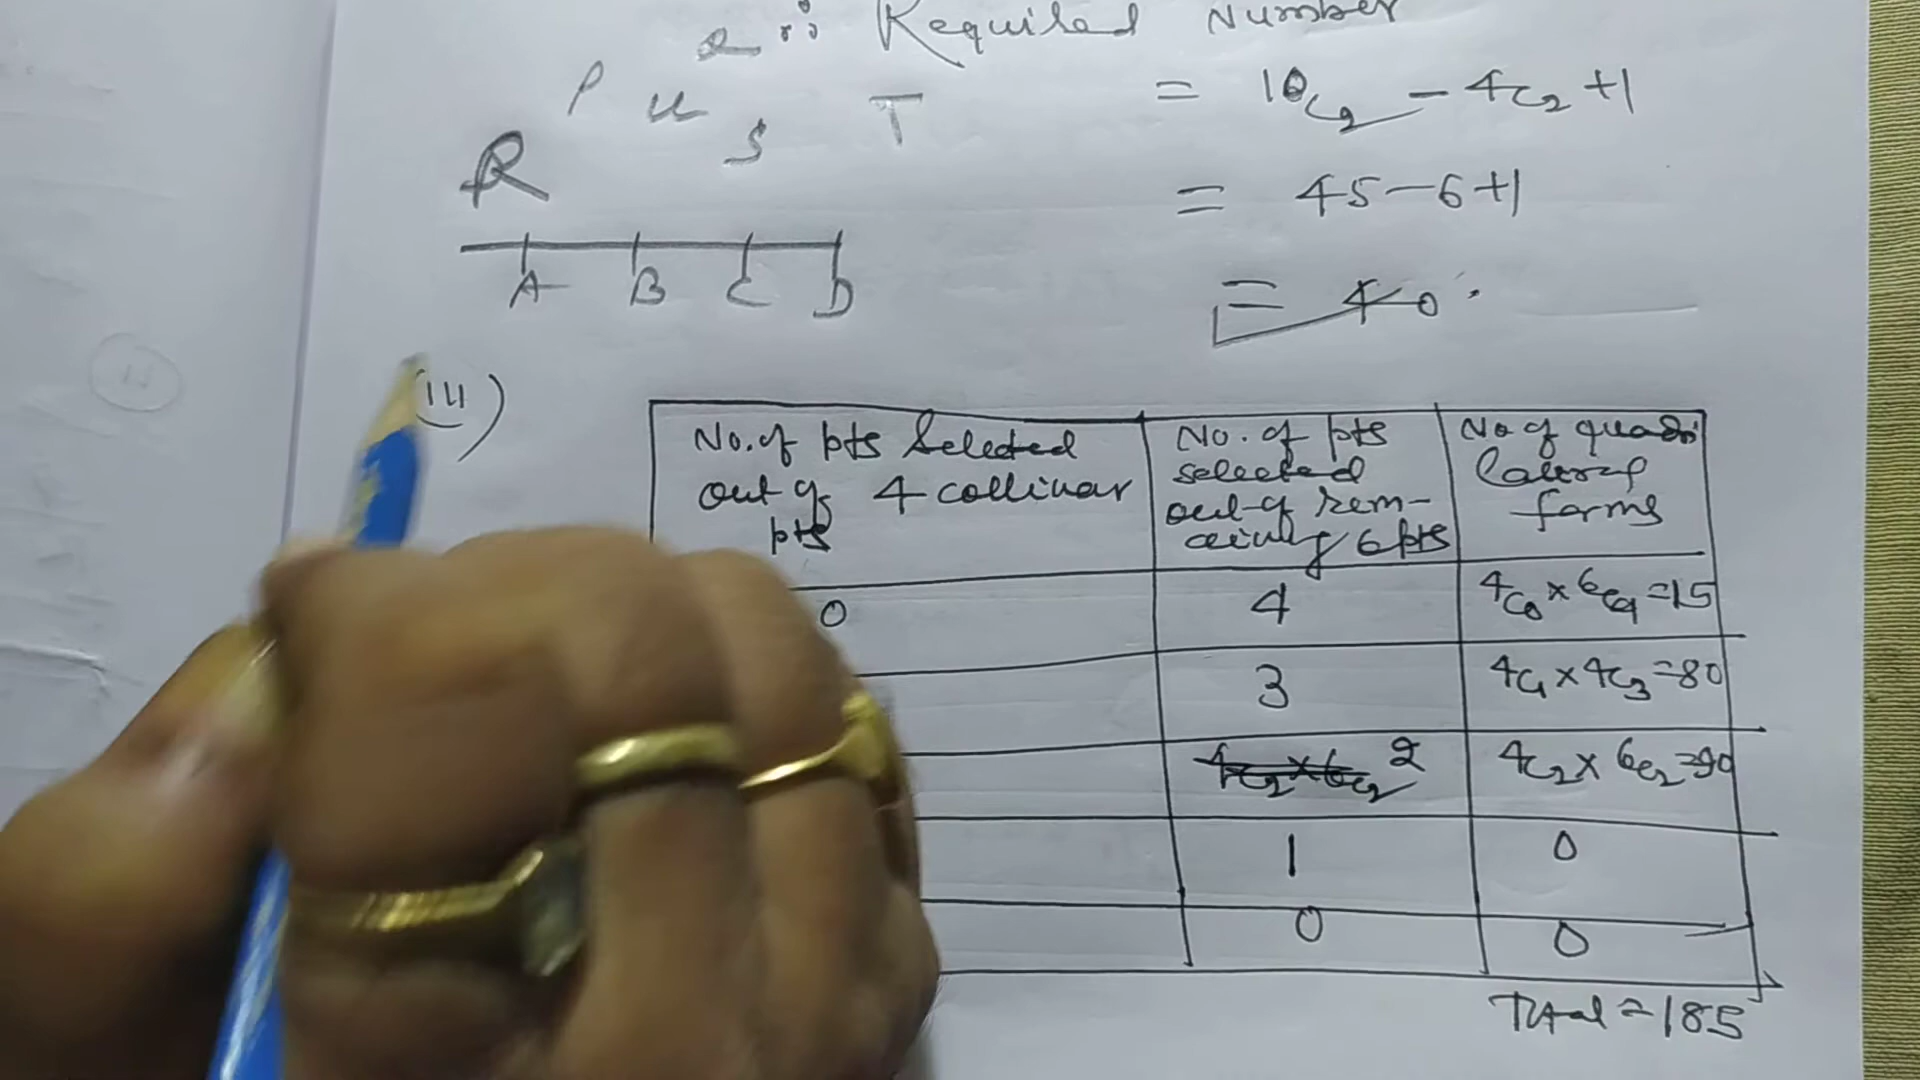 Required Number
P U S T
= 10C2 - 4C2 + 1
R
= 45 - 6 + 1
A B C D
= 40
(III)
No. of pts Selected out of 4 collinar pts
No. of pts selected out of remaining 6 pts
No of quadrilateral forms
0 4 4C0 × 6C4 = 15
3 4C1 × 4C3 = 80
4C2 × 6C2 2 4C2 × 6C2 = 90
1 0
0 0
Total = 185